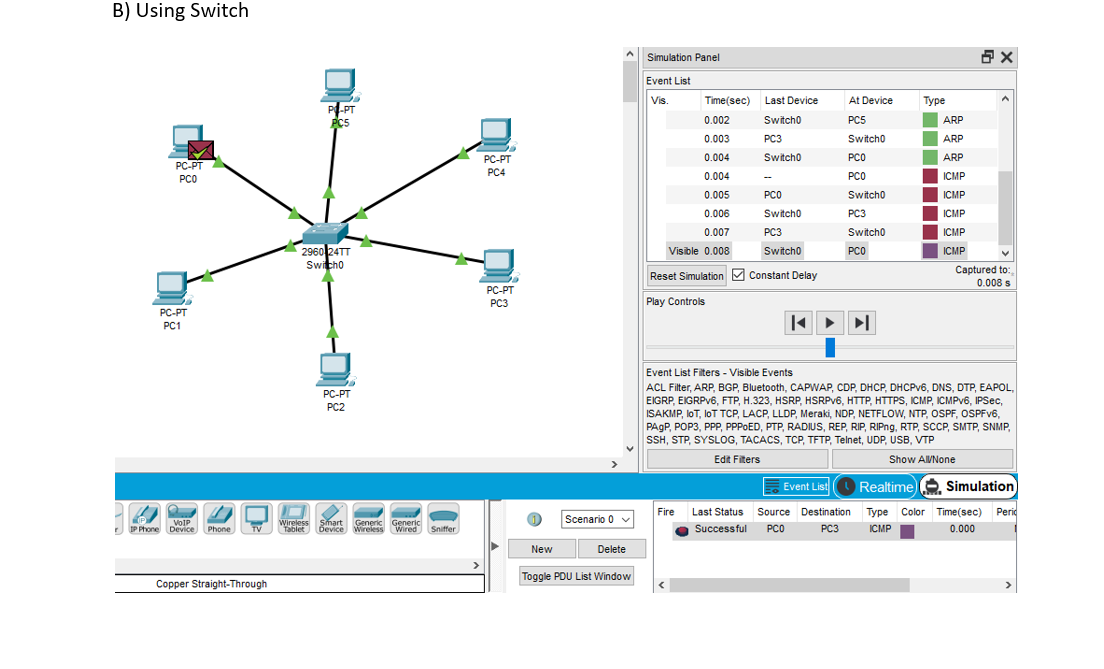 B) Using Switch
PC-PT
PC5
PC-PT
PC0
PC-PT
PC4
2960-24TT
Switch0
PC-PT
PC3
PC-PT
PC1
PC-PT
PC2
Simulation Panel
Event List
Vis. Time(sec) Last Device At Device Type
0.002 Switch0 PC5 ARP
0.003 PC3 Switch0 ARP
0.004 Switch0 PC0 ARP
0.004 -- PC0 ICMP
0.005 PC0 Switch0 ICMP
0.006 Switch0 PC3 ICMP
0.007 PC3 Switch0 ICMP
Visible 0.008 Switch0 PC0 ICMP
Reset Simulation Constant Delay Captured to:
0.008 s
Play Controls
Event List Filters - Visible Events
ACL Filter, ARP, BGP, Bluetooth, CAPWAP, CDP, DHCP, DHCPv6, DNS, DTP, EAPOL,
EIGRP, EIGRPv6, FTP, H.323, HSRP, HSRPv6, HTTP, HTTPS, ICMP, ICMPv6, IPSec,
ISAKMP, IoT, IoT TCP, LACP, LLDP, Meraki, NDP, NETFLOW, NTP, OSPF, OSPFv6,
PAgP, POP3, PPP, PPPoED, PTP, RADIUS, REP, RIP, RIPng, RTP, SCCP, SMTP, SNMP,
SSH, STP, SYSLOG, TACACS, TCP, TFTP, Telnet, UDP, USB, VTP
Edit Filters Show All/None
Event List Realtime Simulation
IP Phone
VoIP
Device
Phone
TV
Wireless
Tablet
Smart
Device
Generic
Wireless
Generic
Wired
Sniffer
Copper Straight-Through
Scenario 0
New Delete
Toggle PDU List Window
Fire Last Status Source Destination Type Color Time(sec) Peric
Successful PC0 PC3 ICMP 0.000